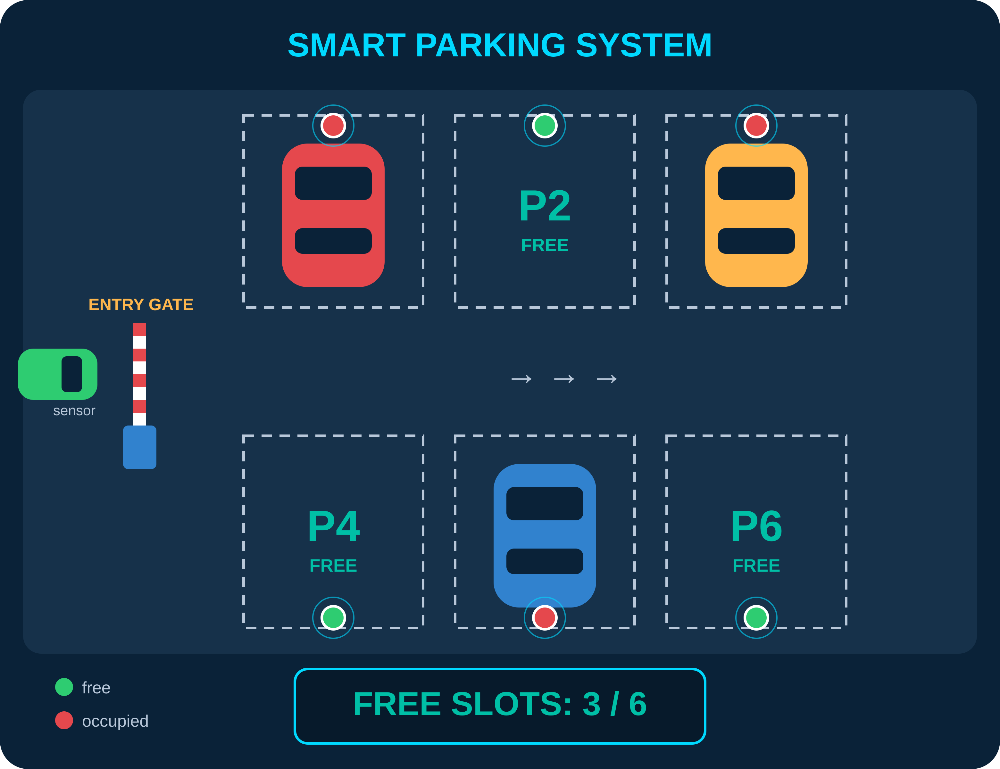 SMART PARKING SYSTEM
P2
FREE
ENTRY GATE
→ → →
sensor
P4
FREE
P6
FREE
free
occupied
FREE SLOTS: 3 / 6